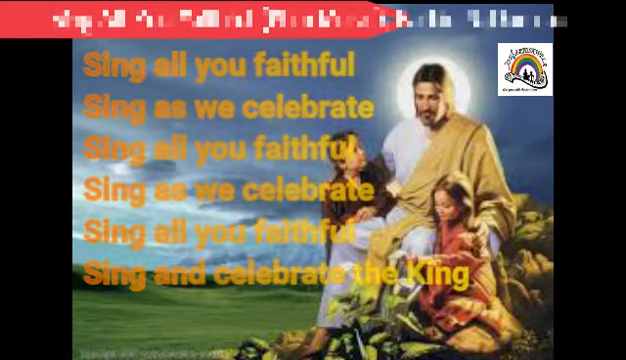 Sing all you faithful
Sing as we celebrate
Sing all you faithful
Sing as we celebrate
Sing all you faithful
Sing and celebrate the King